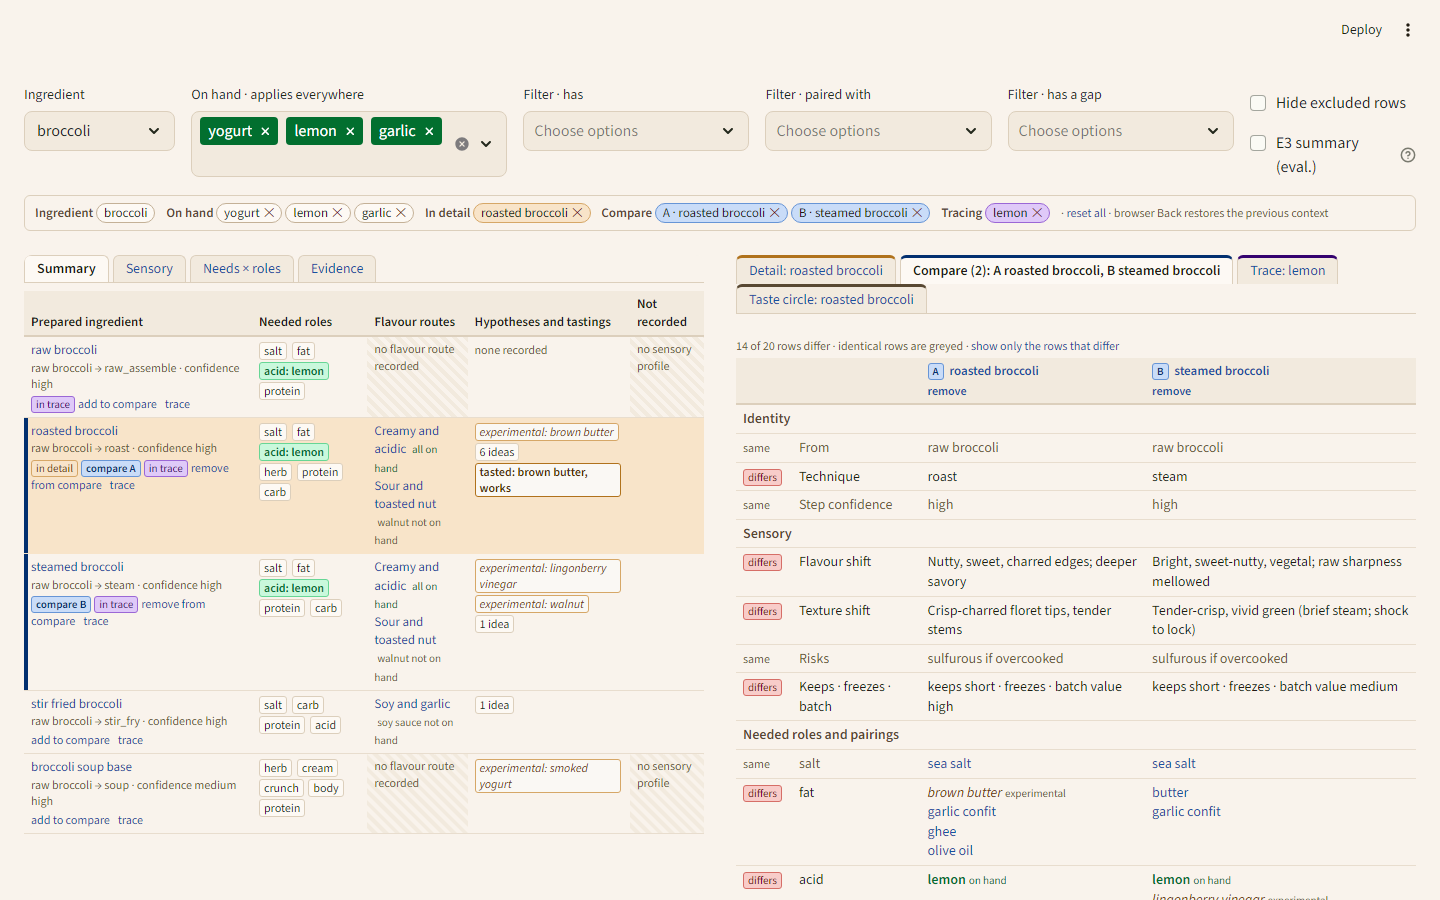 Deploy
Ingredient
On hand · applies everywhere
Filter · has
Filter · paired with
Filter · has a gap
broccoli
yogurt × lemon × garlic ×
Choose options
Choose options
Choose options
Hide excluded rows
E3 summary
(eval.)
Ingredient broccoli On hand yogurt × lemon × garlic × In detail roasted broccoli × Compare A · roasted broccoli × B · steamed broccoli × Tracing lemon × · reset all · browser Back restores the previous context
Summary
Sensory
Needs × roles
Evidence
Prepared ingredient
Needed roles
Flavour routes
Hypotheses and tastings
Not
recorded
raw broccoli
raw broccoli → raw_assemble · confidence
high
in trace add to compare trace
salt fat
acid: lemon
protein
no flavour route
recorded
none recorded
no sensory
profile
roasted broccoli
raw broccoli → roast · confidence high
in detail compare A in trace remove
from compare trace
salt fat
acid: lemon
herb protein
carb
Creamy and
acidic all on
hand
Sour and
toasted nut
walnut not on
hand
experimental: brown butter
6 ideas
tasted: brown butter,
works
steamed broccoli
raw broccoli → steam · confidence high
compare B in trace remove from
compare trace
salt fat
acid: lemon
protein carb
Creamy and
acidic all on
hand
Sour and
toasted nut
walnut not on
hand
experimental: lingonberry
vinegar
experimental: walnut
1 idea
stir fried broccoli
raw broccoli → stir_fry · confidence high
add to compare trace
salt carb
protein acid
Soy and garlic
soy sauce not on
hand
1 idea
broccoli soup base
raw broccoli → soup · confidence medium
high
add to compare trace
herb cream
crunch body
protein
no flavour route
recorded
experimental: smoked
yogurt
no sensory
profile
Detail: roasted broccoli
Compare (2): A roasted broccoli, B steamed broccoli
Trace: lemon
Taste circle: roasted broccoli
14 of 20 rows differ · identical rows are greyed · show only the rows that differ
A roasted broccoli
remove
B steamed broccoli
remove
Identity
same From raw broccoli raw broccoli
differs Technique roast steam
same Step confidence high high
Sensory
differs Flavour shift
Nutty, sweet, charred edges; deeper
savory
Bright, sweet-nutty, vegetal; raw sharpness
mellowed
differs Texture shift
Crisp-charred floret tips, tender
stems
Tender-crisp, vivid green (brief steam; shock
to lock)
same Risks sulfurous if overcooked sulfurous if overcooked
differs Keeps · freezes ·
batch
keeps short · freezes · batch value
high
keeps short · freezes · batch value medium
Needed roles and pairings
same salt sea salt sea salt
differs fat
brown butter experimental
garlic confit
ghee
olive oil
butter
garlic confit
differs acid lemon on hand
lemon on hand
lingonberry vinegar experimental